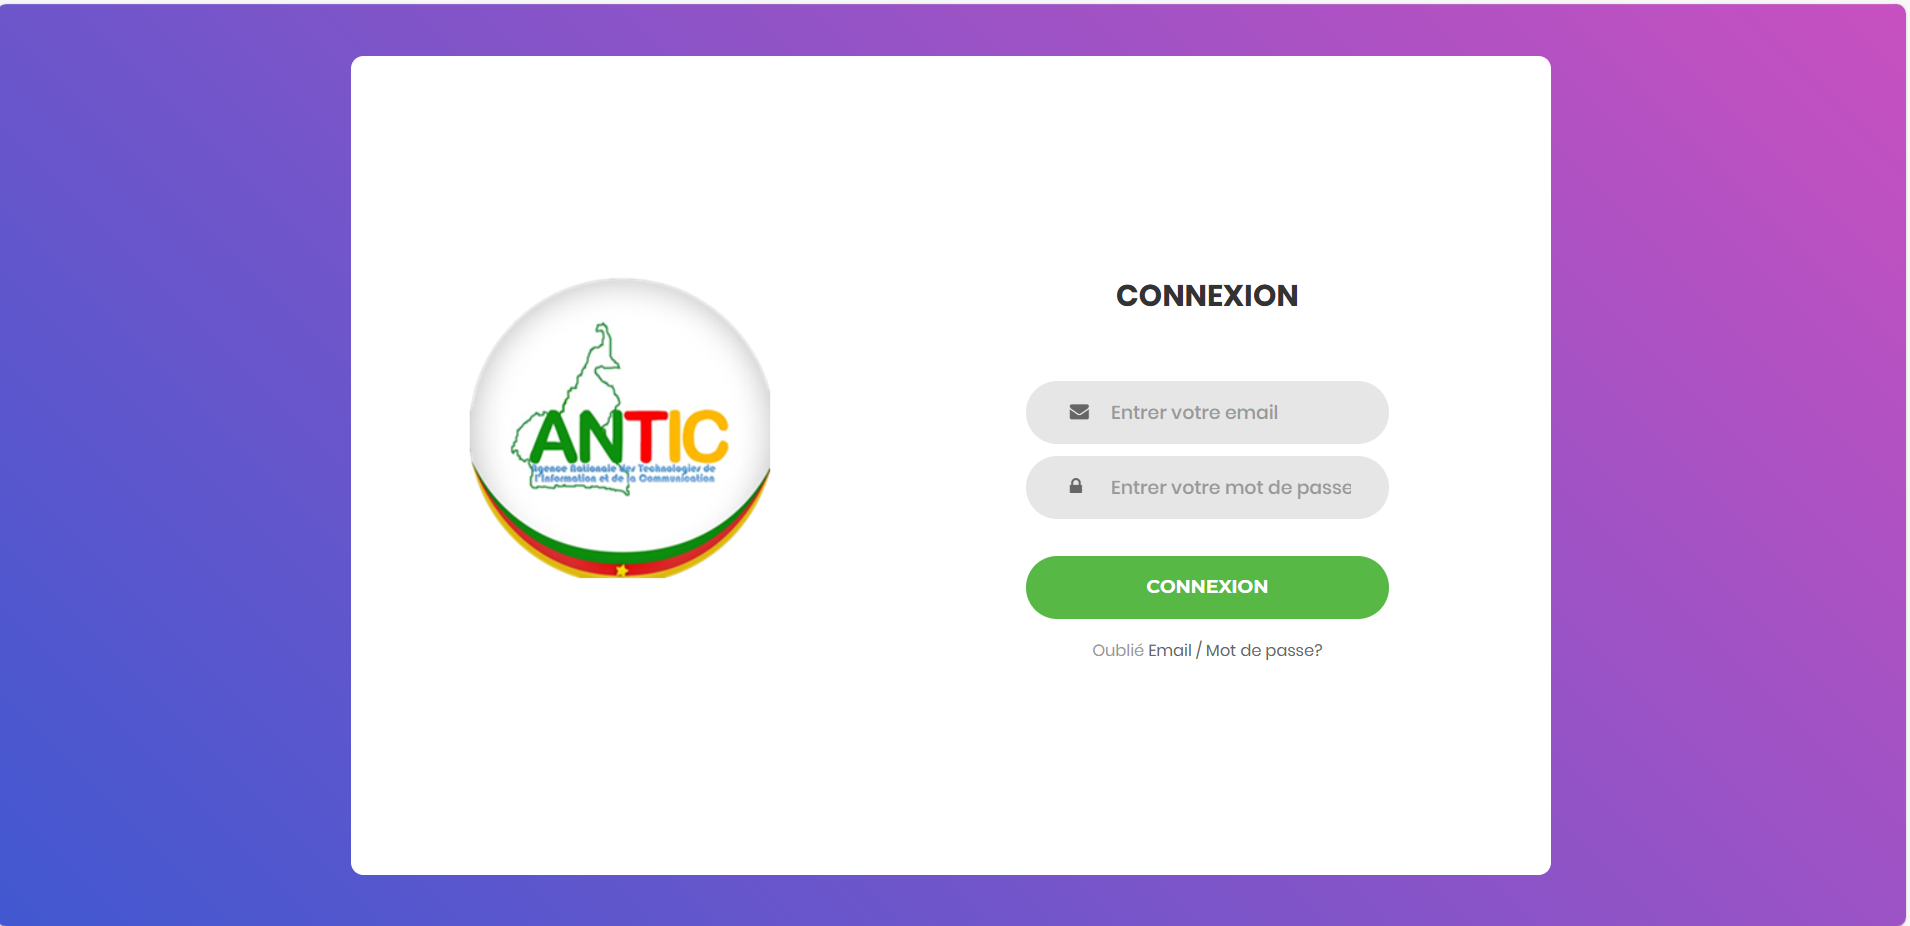 ANTIC
Agence Nationale des Technologies de
l'Information et de la Communication
CONNEXION
Entrer votre email
Entrer votre mot de passe
CONNEXION
Oublié Email / Mot de passe?